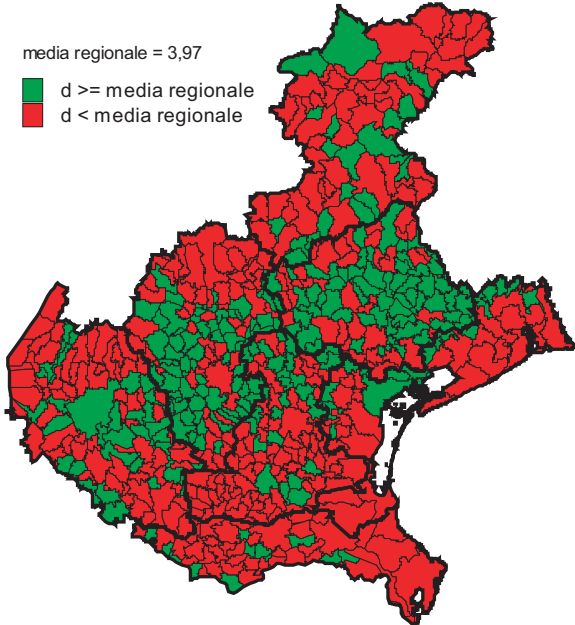 media regionale = 3,97
d >= media regionale
d < media regionale